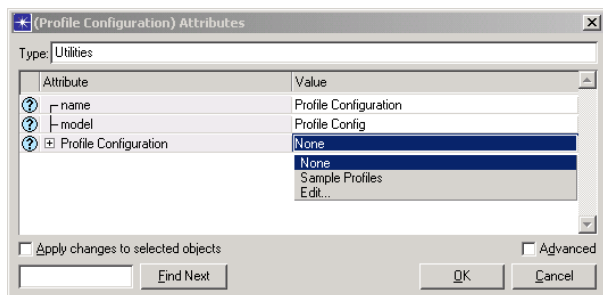 (Profile Configuration) Attributes
Type: Utilities
Attribute Value
name Profile Configuration
model Profile Config
Profile Configuration None
None
Sample Profiles
Edit...
Apply changes to selected objects Advanced
Find Next OK Cancel